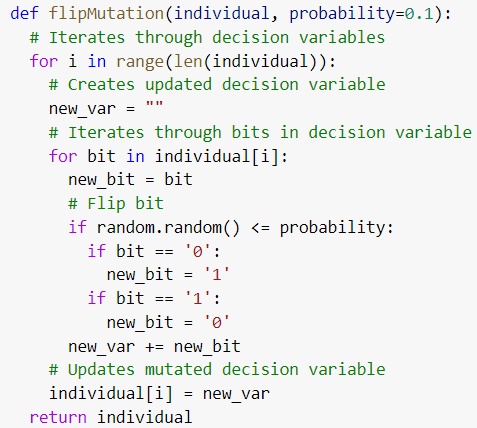 def flipMutation(individual, probability=0.1):
  # Iterates through decision variables
  for i in range(len(individual)):
    # Creates updated decision variable
    new_var = ""
    # Iterates through bits in decision variable
    for bit in individual[i]:
      new_bit = bit
      # Flip bit
      if random.random() <= probability:
        if bit == '0':
          new_bit = '1'
        if bit == '1':
          new_bit = '0'
      new_var += new_bit
    # Updates mutated decision variable
    individual[i] = new_var
  return individual